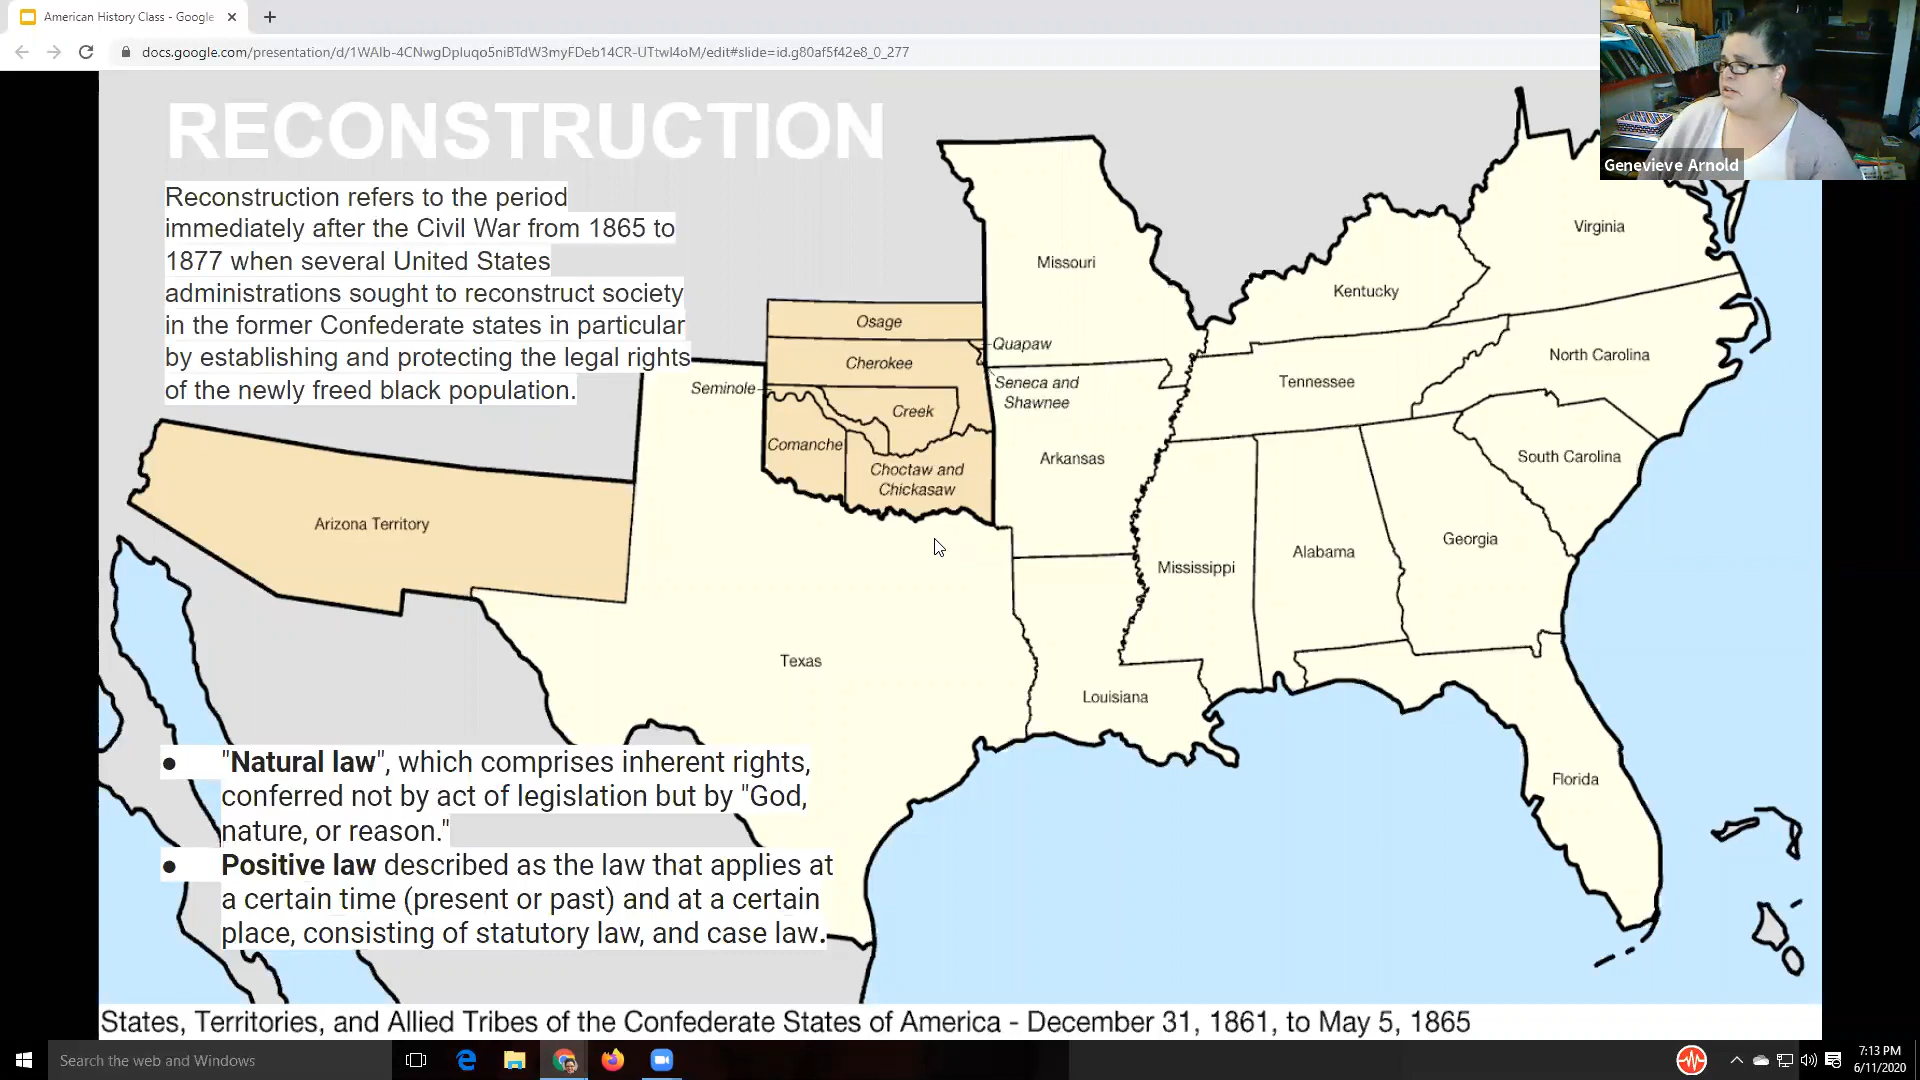 American History Class - Google
docs.google.com/presentation/d/1WAlb-4CNwgDpluqo5niBTdW3myFDeb14CR-UTtwI4oM/edit#slide=id.g80af5f42e8_0_277
Genevieve Arnold
RECONSTRUCTION
Reconstruction refers to the period
immediately after the Civil War from 1865 to
1877 when several United States
administrations sought to reconstruct society
in the former Confederate states in particular
by establishing and protecting the legal rights
of the newly freed black population.
Virginia
Missouri
Kentucky
Osage
Quapaw
North Carolina
Cherokee
Seminole
Seneca and
Shawnee
Tennessee
Creek
Comanche
Arkansas
South Carolina
Choctaw and
Chickasaw
Arizona Territory
Georgia
Alabama
Mississippi
Texas
Louisiana
Florida
● "Natural law", which comprises inherent rights,
conferred not by act of legislation but by "God,
nature, or reason."
● Positive law described as the law that applies at
a certain time (present or past) and at a certain
place, consisting of statutory law, and case law.
States, Territories, and Allied Tribes of the Confederate States of America - December 31, 1861, to May 5, 1865
Search the web and Windows
7:13 PM
6/11/2020